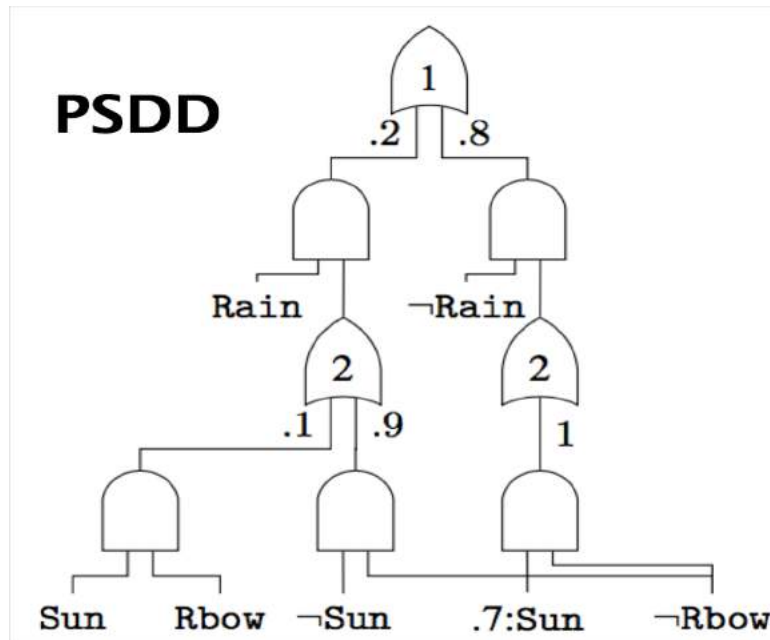 PSDD
1
.2 .8
Rain ¬Rain
2 2
.1 .9 1
Sun Rbow ¬Sun .7:Sun ¬Rbow